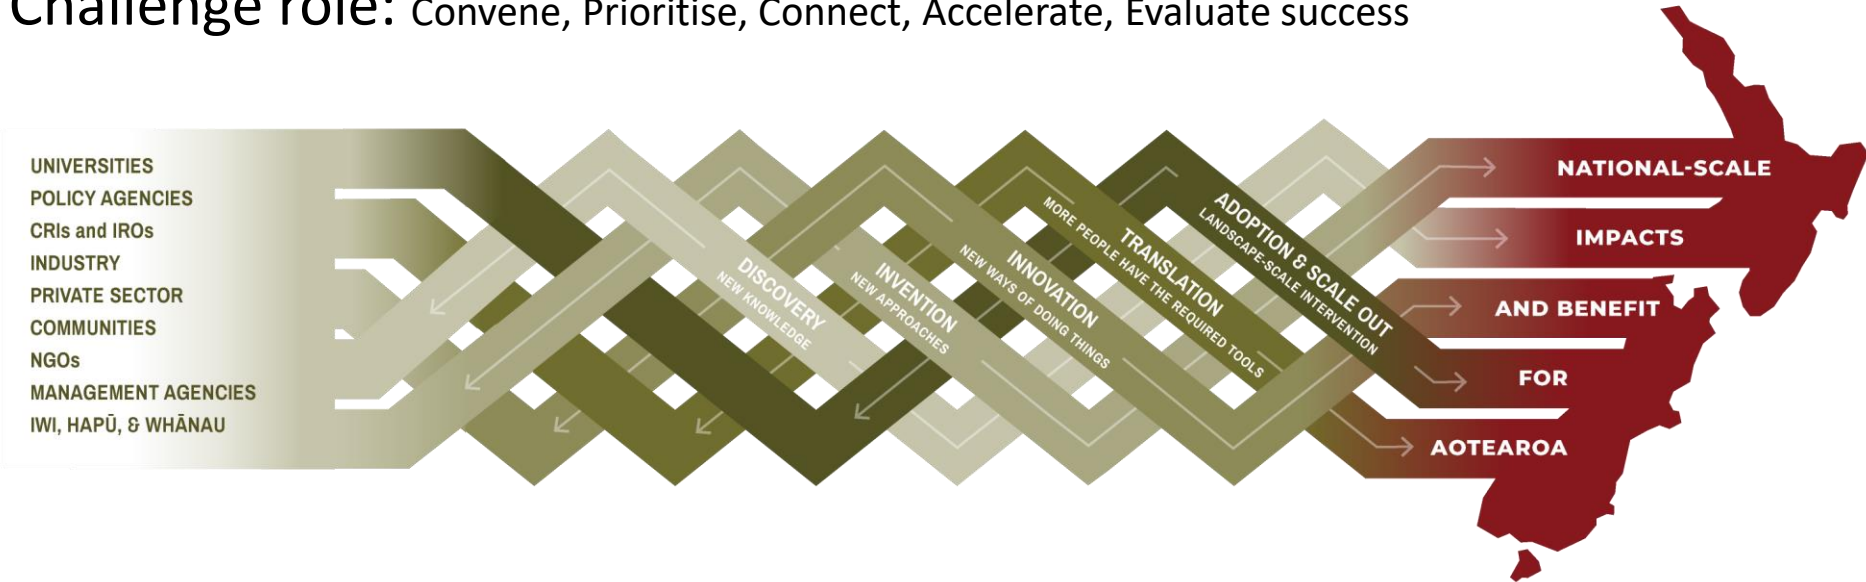 Challenge role: Convene, Prioritise, Connect, Accelerate, Evaluate success
UNIVERSITIES
POLICY AGENCIES
CRIs and IROs
INDUSTRY
PRIVATE SECTOR
COMMUNITIES
NGOs
MANAGEMENT AGENCIES
IWI, HAPŪ, & WHĀNAU
DISCOVERY
NEW KNOWLEDGE
INVENTION
NEW APPROACHES
INNOVATION
NEW WAYS OF DOING THINGS
TRANSLATION
MORE PEOPLE HAVE THE REQUIRED TOOLS
ADOPTION & SCALE OUT
LANDSCAPE-SCALE INTERVENTION
NATIONAL-SCALE
IMPACTS
AND BENEFIT
FOR
AOTEAROA